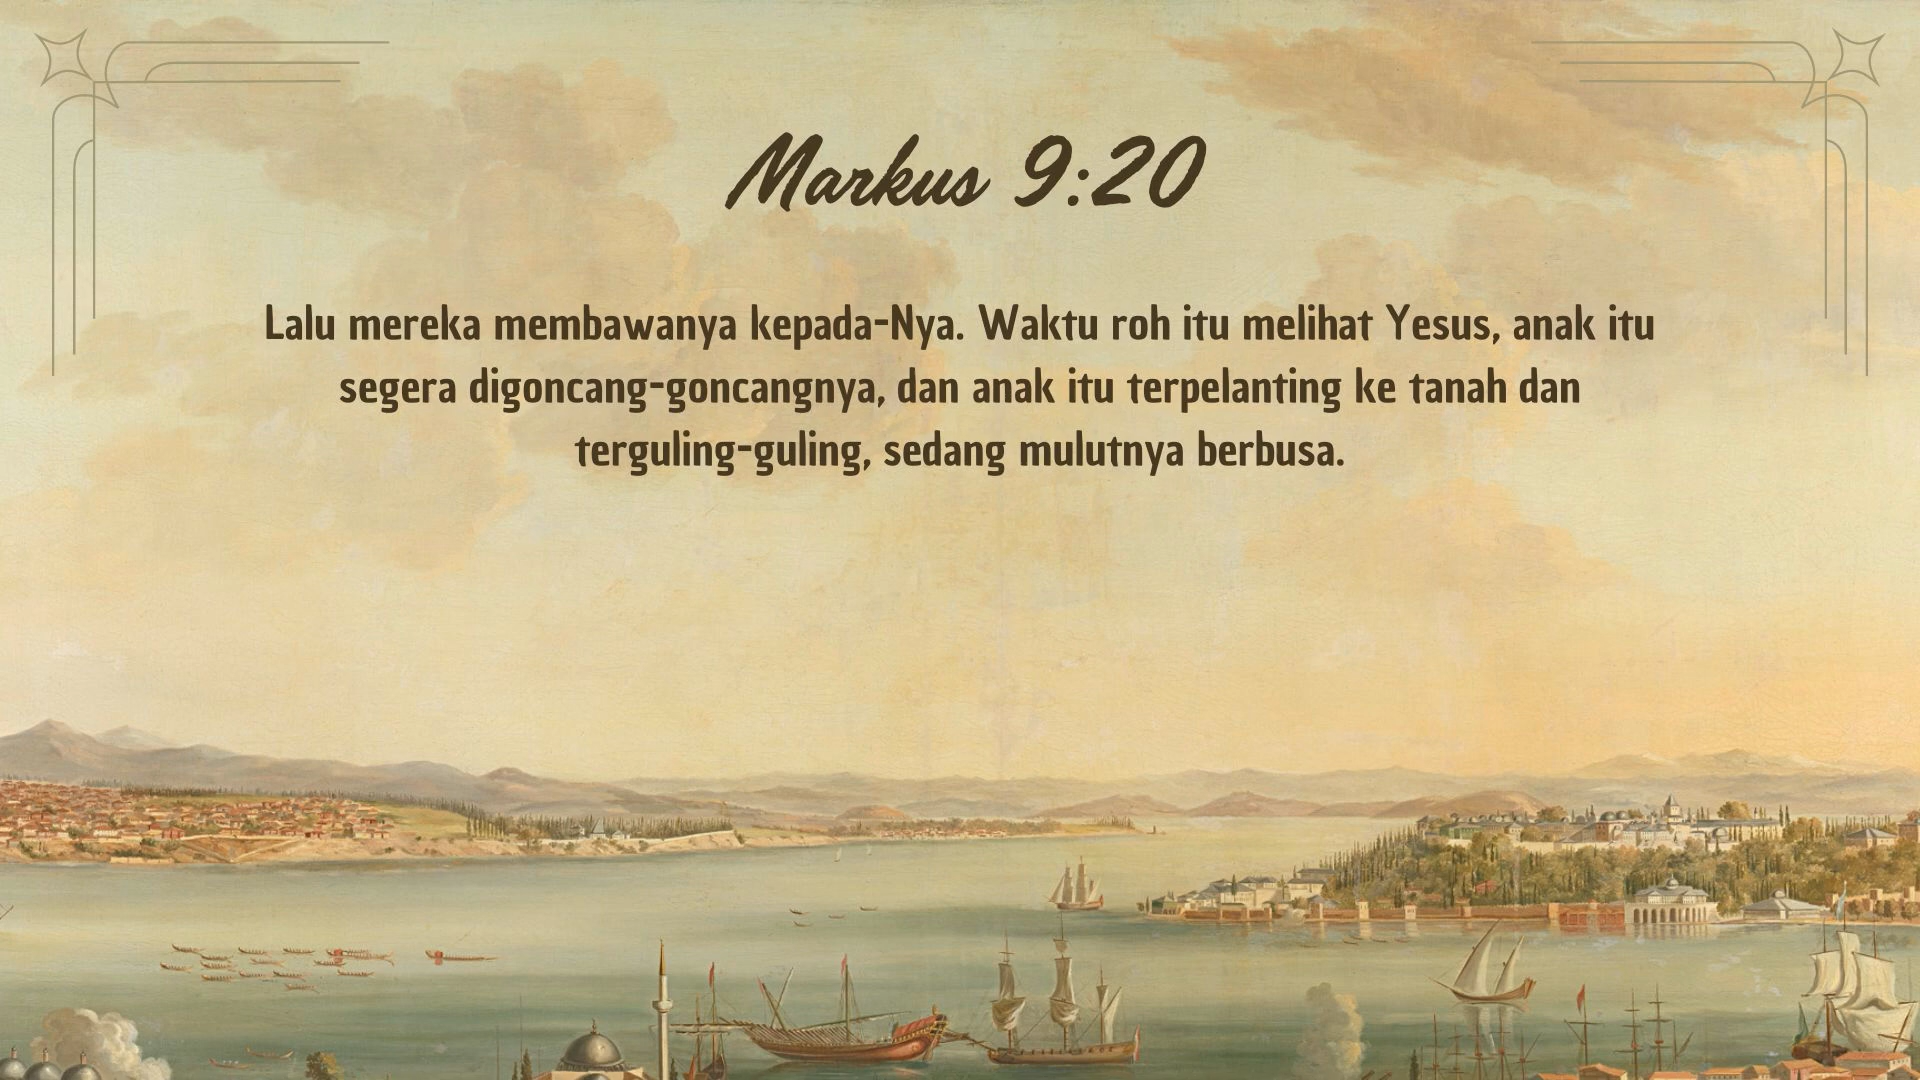 Markus 9:20
Lalu mereka membawanya kepada-Nya. Waktu roh itu melihat Yesus, anak itu
segera digoncang-goncangnya, dan anak itu terpelanting ke tanah dan
terguling-guling, sedang mulutnya berbusa.